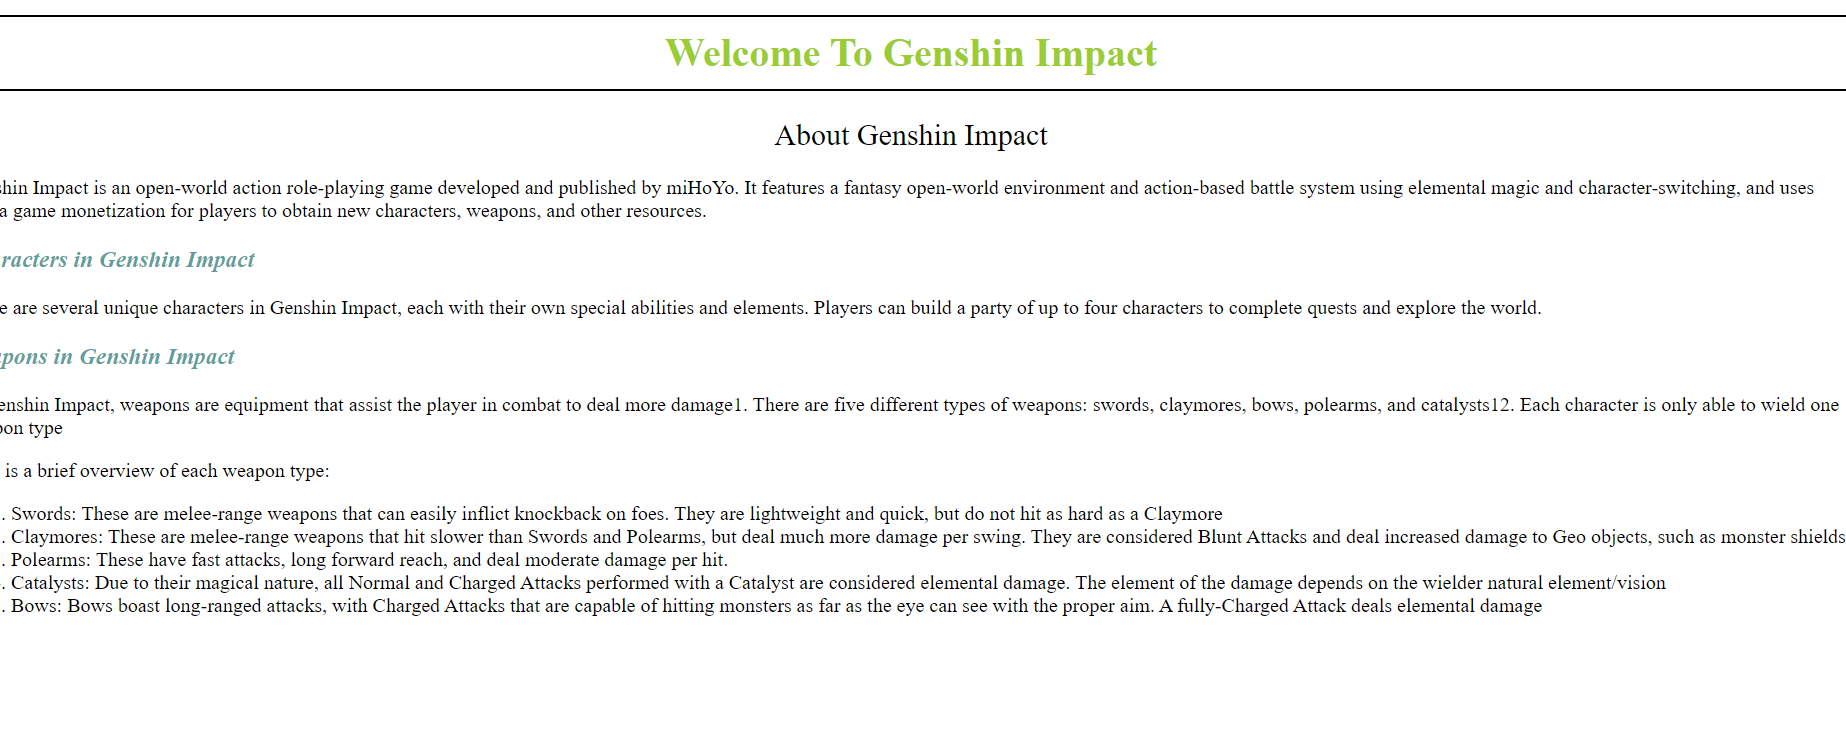 Welcome To Genshin Impact
About Genshin Impact
shin Impact is an open-world action role-playing game developed and published by miHoYo. It features a fantasy open-world environment and action-based battle system using elemental magic and character-switching, and uses
a game monetization for players to obtain new characters, weapons, and other resources.
racters in Genshin Impact
e are several unique characters in Genshin Impact, each with their own special abilities and elements. Players can build a party of up to four characters to complete quests and explore the world.
pons in Genshin Impact
enshin Impact, weapons are equipment that assist the player in combat to deal more damage1. There are five different types of weapons: swords, claymores, bows, polearms, and catalysts12. Each character is only able to wield one
pon type
is a brief overview of each weapon type:
. Swords: These are melee-range weapons that can easily inflict knockback on foes. They are lightweight and quick, but do not hit as hard as a Claymore
. Claymores: These are melee-range weapons that hit slower than Swords and Polearms, but deal much more damage per swing. They are considered Blunt Attacks and deal increased damage to Geo objects, such as monster shields
. Polearms: These have fast attacks, long forward reach, and deal moderate damage per hit.
. Catalysts: Due to their magical nature, all Normal and Charged Attacks performed with a Catalyst are considered elemental damage. The element of the damage depends on the wielder natural element/vision
. Bows: Bows boast long-ranged attacks, with Charged Attacks that are capable of hitting monsters as far as the eye can see with the proper aim. A fully-Charged Attack deals elemental damage